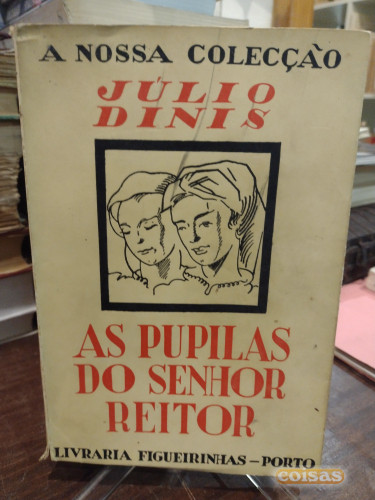 A NOSSA COLECÇÃO
JÚLIO
DINIS
AS PUPILAS
DO SENHOR
REITOR
LIVRARIA FIGUEIRINHAS – PORTO
coisas